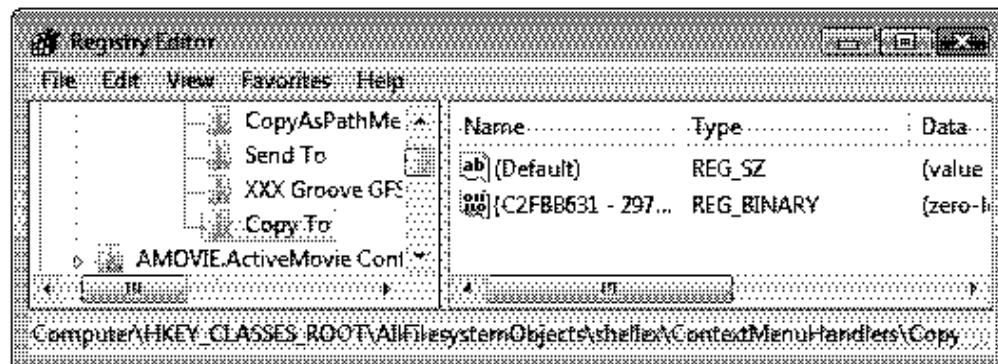 Registry Editor
File Edit View Favorites Help
CopyAsPathMe
Send To
XXX Groove GFS
Copy To
AMOVIE.ActiveMovie Cont
Name Type Data
(Default) REG_SZ (value
{C2FBB631 - 297... REG_BINARY (zero-l
Computer\HKEY_CLASSES_ROOT\AllFilesystemObjects\shellex\ContextMenuHandlers\Copy